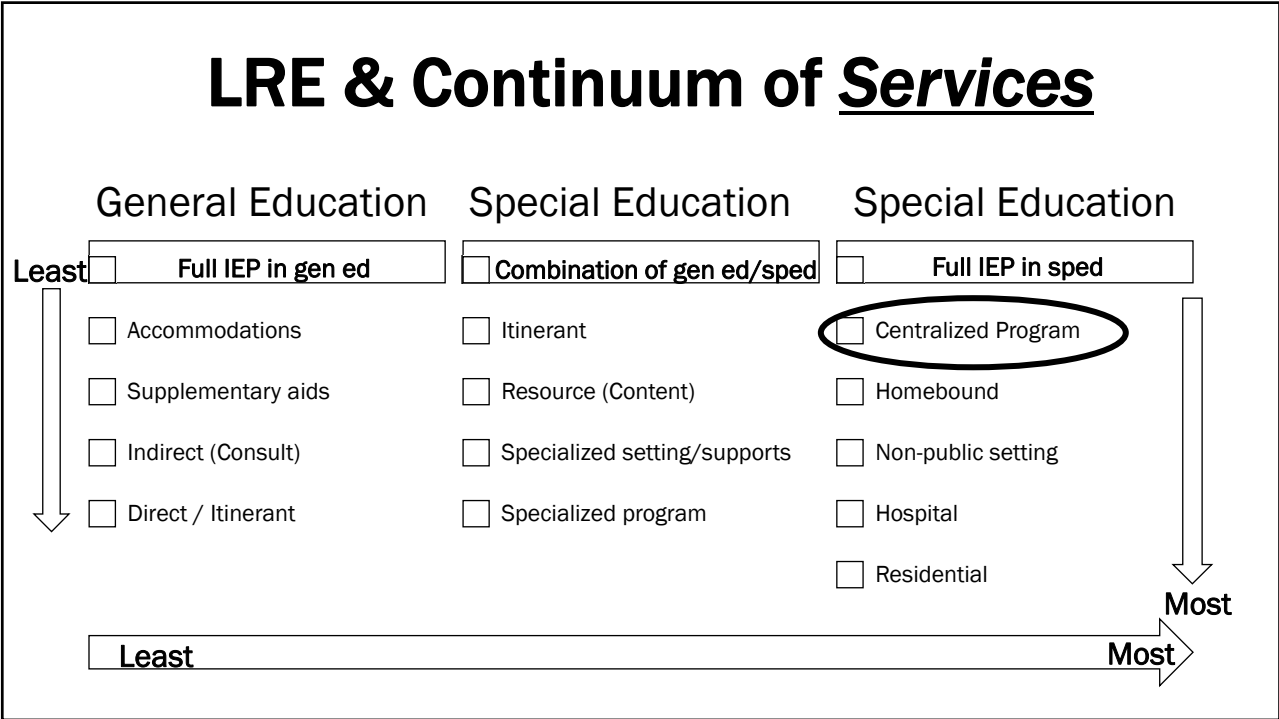 LRE & Continuum of Services
General Education
Special Education
Special Education
Least
Full IEP in gen ed
Combination of gen ed/sped
Full IEP in sped
Accommodations
Itinerant
Centralized Program
Supplementary aids
Resource (Content)
Homebound
Indirect (Consult)
Specialized setting/supports
Non-public setting
Direct / Itinerant
Specialized program
Hospital
Residential
Most
Least
Most